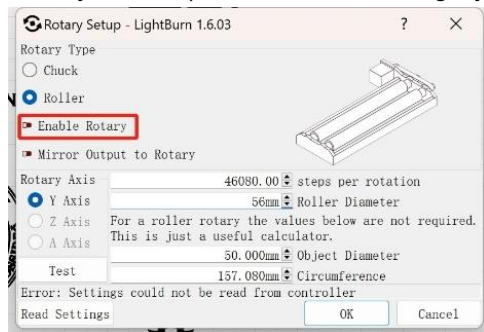 Rotary Setup - LightBurn 1.6.03 ? X
Rotary Type
Chuck
Roller
Enable Rotary
Mirror Output to Rotary
Rotary Axis
46080.00 steps per rotation
Y Axis
56mm Roller Diameter
Z Axis
For a roller rotary the values below are not required.
A Axis
This is just a useful calculator.
50.000mm Object Diameter
Test
157.080mm Circumference
Error: Settings could not be read from controller
Read Settings OK Cancel